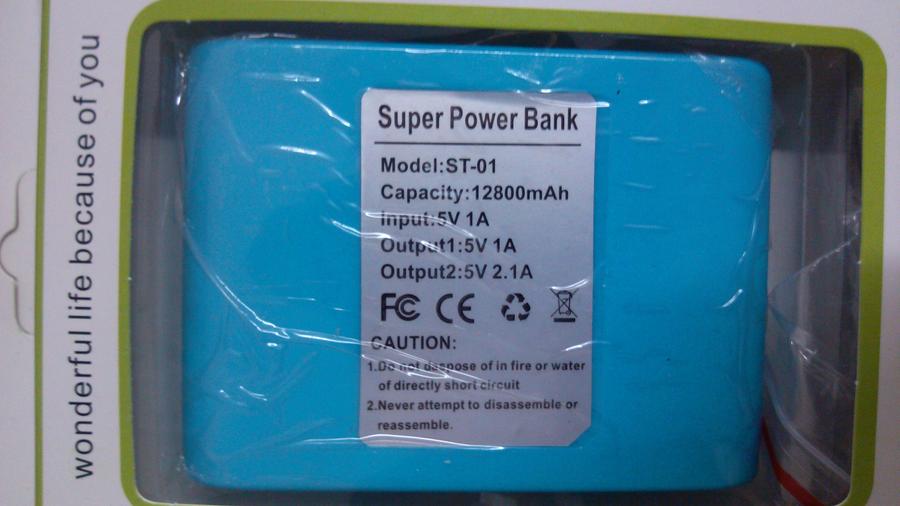 wonderful life because of you
Super Power Bank
Model:ST-01
Capacity:12800mAh
Input:5V 1A
Output1:5V 1A
Output2:5V 2.1A
FC CE
CAUTION:
1.Do not daspose of in fire or water
of directly short circuit
2.Never attempt to disassemble or
reassemble.